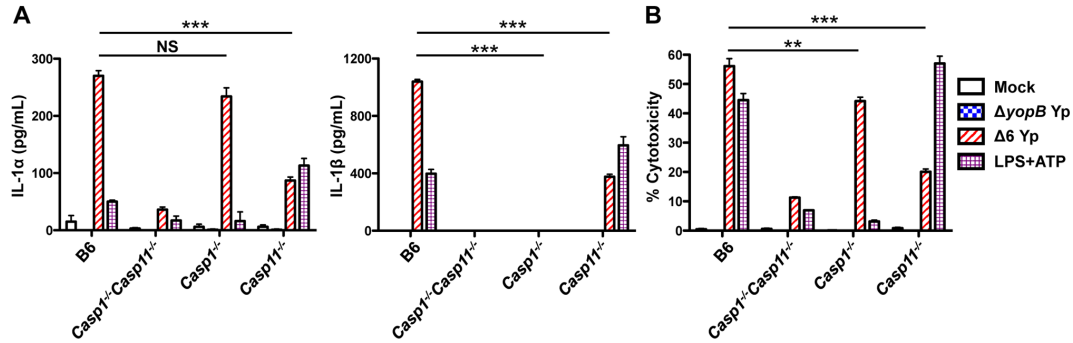 A
B
***
NS
IL-1α (pg/mL)
300
200
100
0
B6
Casp1-/-Casp11-/-
Casp1-/-
Casp11-/-
***
***
IL-1β (pg/mL)
1200
800
400
0
B6
Casp1-/-Casp11-/-
Casp1-/-
Casp11-/-
***
**
% Cytotoxicity
60
50
40
30
20
10
0
B6
Casp1-/-Casp11-/-
Casp1-/-
Casp11-/-
Mock
ΔyopB Yp
Δ6 Yp
LPS+ATP